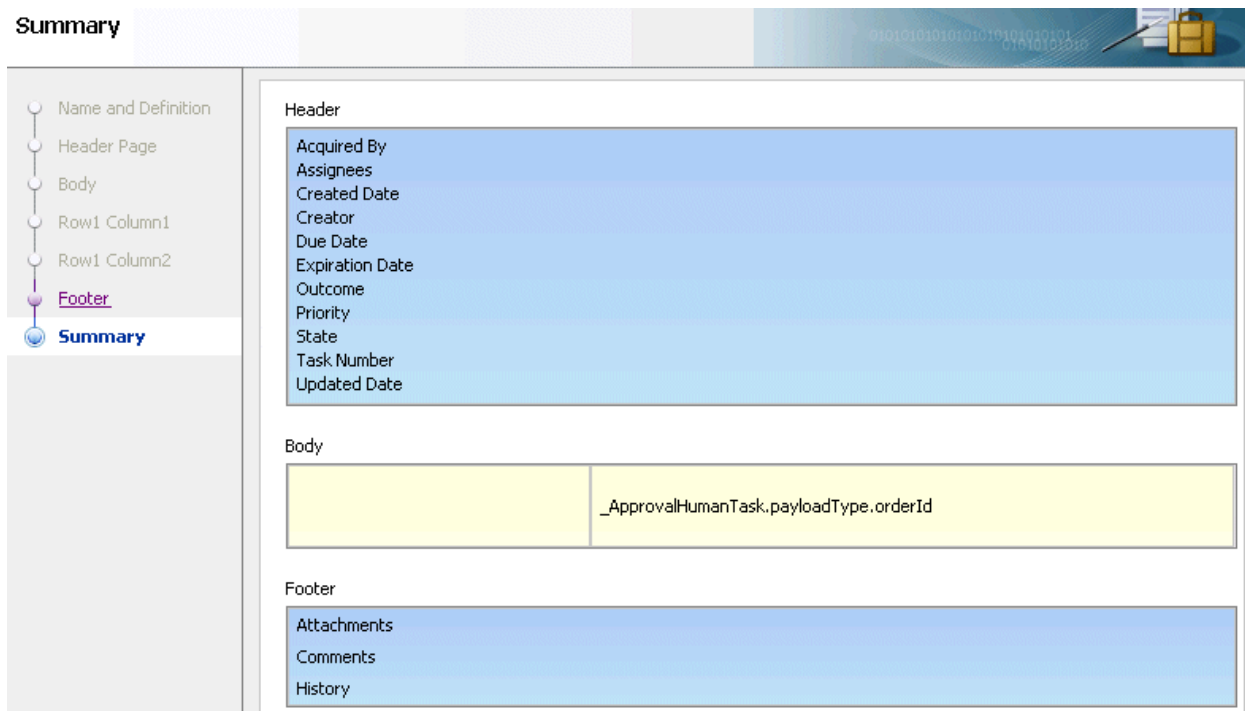 Summary
Name and Definition
Header Page
Body
Row1 Column1
Row1 Column2
Footer
Summary
Header
Acquired By
Assignees
Created Date
Creator
Due Date
Expiration Date
Outcome
Priority
State
Task Number
Updated Date
Body
_ApprovalHumanTask.payloadType.orderId
Footer
Attachments
Comments
History